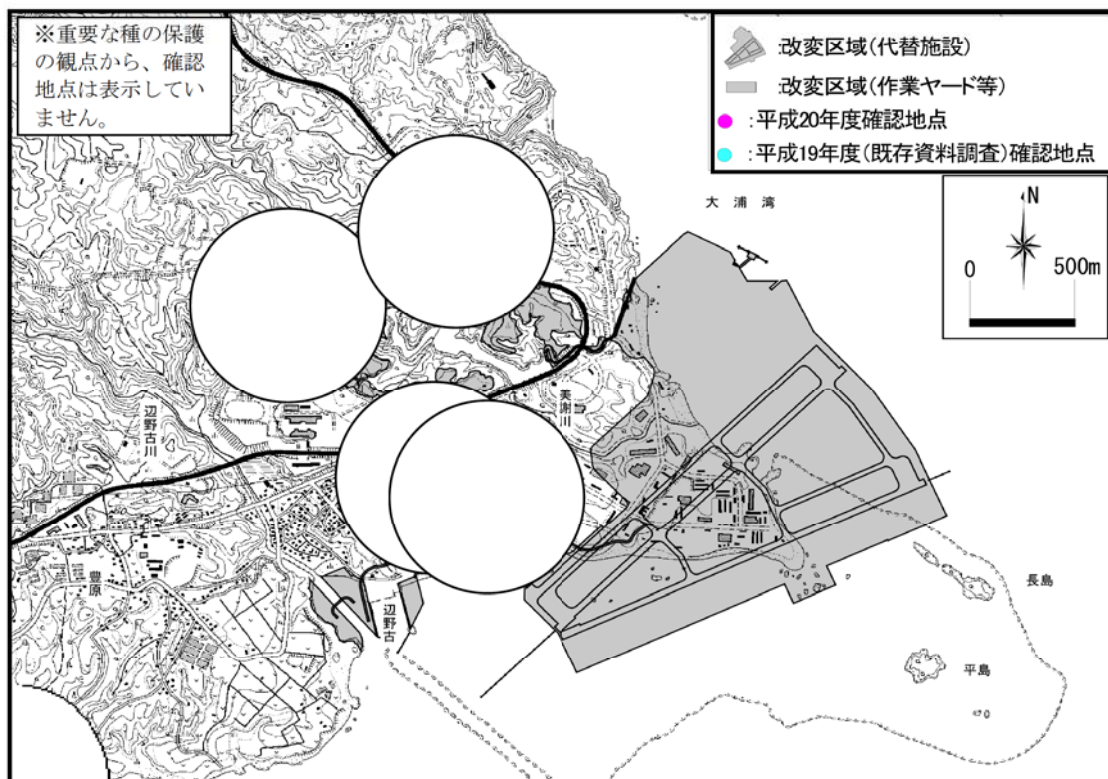 ※重要な種の保護
の観点から、確認
地点は表示してい
ません。
:改変区域(代替施設)
:改変区域(作業ヤード等)
:平成20年度確認地点
:平成19年度(既存資料調査)確認地点
大浦湾
N
0 500m
辺野古川
美謝川
豊原
辺野古
長島
平島